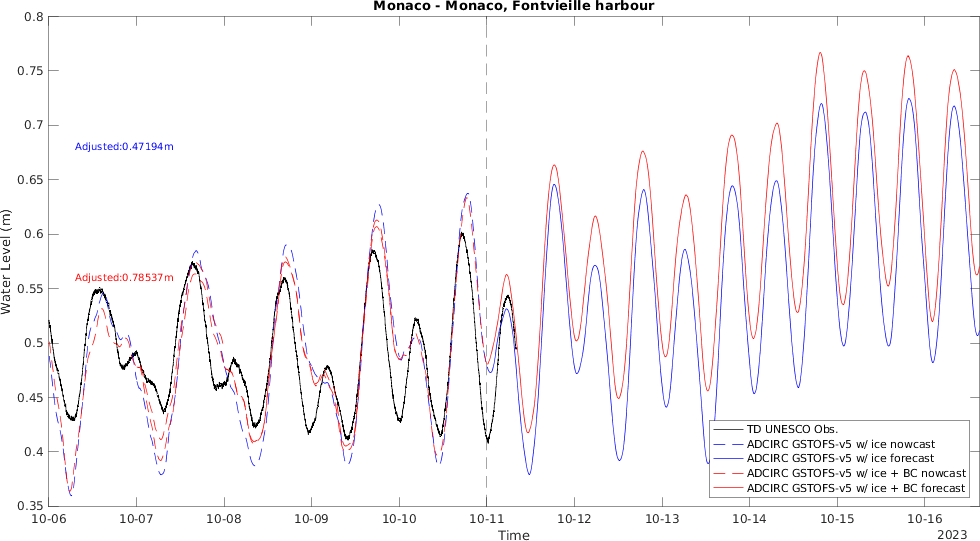 Monaco - Monaco, Fontvieille harbour
0.8
0.75
0.7
0.65
0.6
0.55
0.5
0.45
0.4
0.35
Water Level (m)
Adjusted:0.47194m
Adjusted:0.78537m
TD UNESCO Obs.
ADCIRC GSTOFS-v5 w/ ice nowcast
ADCIRC GSTOFS-v5 w/ ice forecast
ADCIRC GSTOFS-v5 w/ ice + BC nowcast
ADCIRC GSTOFS-v5 w/ ice + BC forecast
10-06 10-07 10-08 10-09 10-10 10-11 10-12 10-13 10-14 10-15 10-16
Time
2023